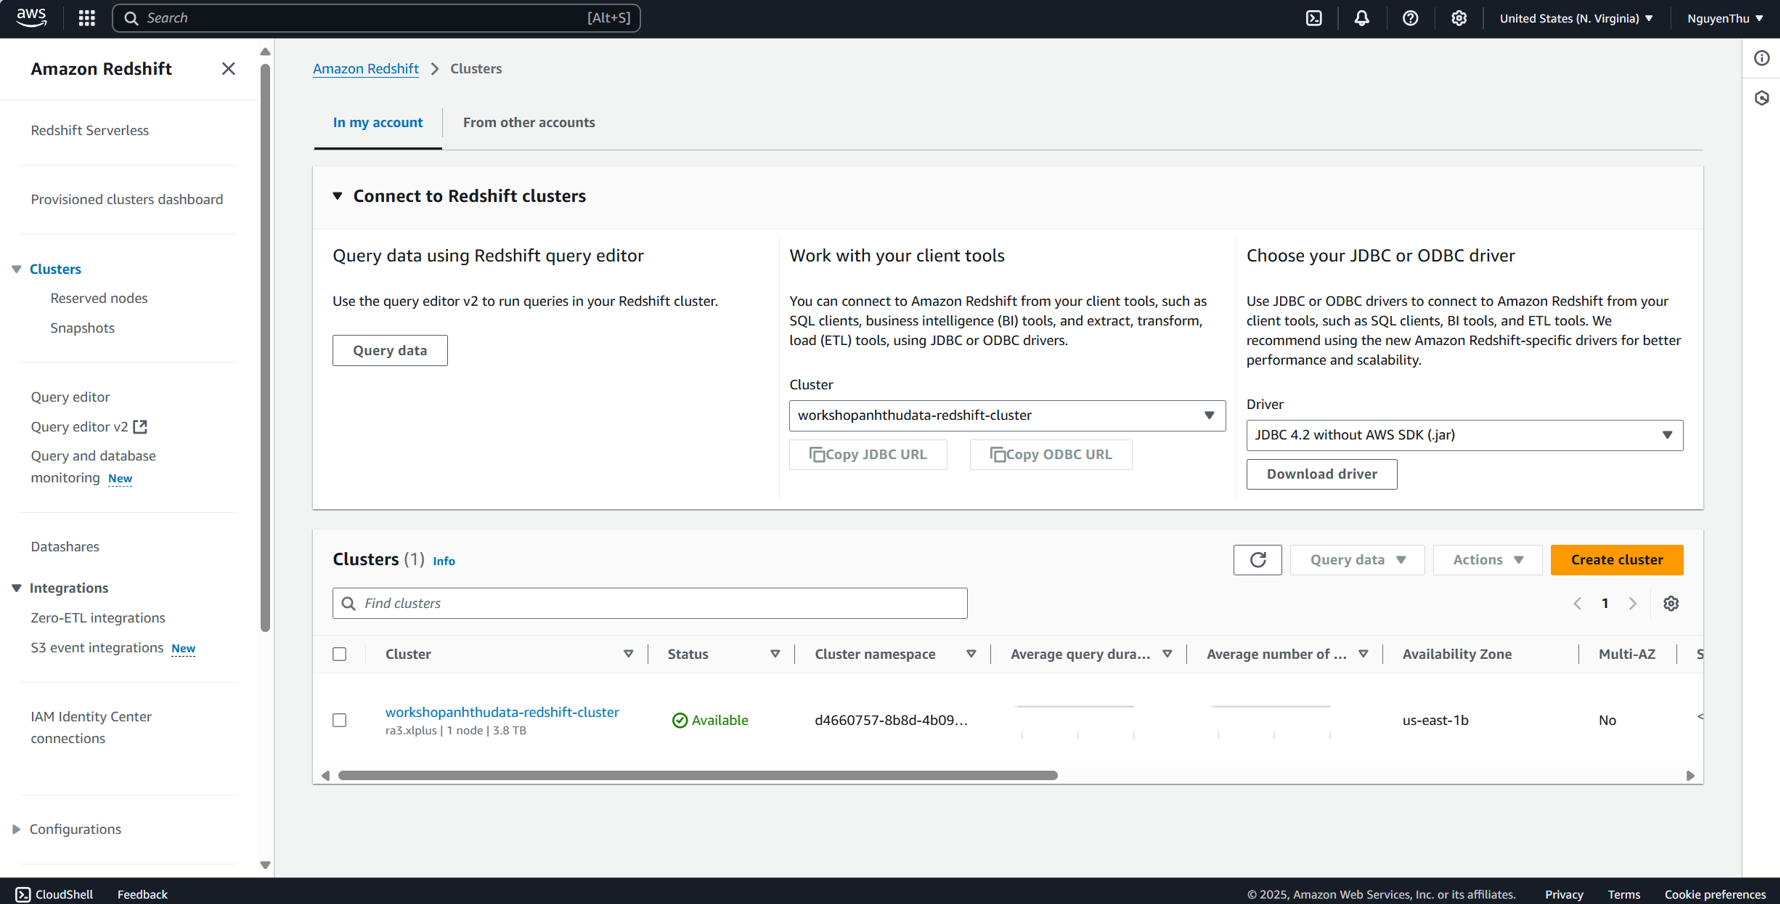 aws
Search
[Alt+S]
United States (N. Virginia)
NguyenThu
Amazon Redshift
Redshift Serverless
Provisioned clusters dashboard
Clusters
Reserved nodes
Snapshots
Query editor
Query editor v2
Query and database
monitoring New
Datashares
Integrations
Zero-ETL integrations
S3 event integrations New
IAM Identity Center
connections
Configurations
Amazon Redshift > Clusters
In my account
From other accounts
Connect to Redshift clusters
Query data using Redshift query editor
Use the query editor v2 to run queries in your Redshift cluster.
Query data
Work with your client tools
You can connect to Amazon Redshift from your client tools, such as
SQL clients, business intelligence (BI) tools, and extract, transform,
load (ETL) tools, using JDBC or ODBC drivers.
Cluster
workshopanhthudata-redshift-cluster
Copy JDBC URL
Copy ODBC URL
Choose your JDBC or ODBC driver
Use JDBC or ODBC drivers to connect to Amazon Redshift from your
client tools, such as SQL clients, BI tools, and ETL tools. We
recommend using the new Amazon Redshift-specific drivers for better
performance and scalability.
Driver
JDBC 4.2 without AWS SDK (.jar)
Download driver
Clusters (1) Info
Query data
Actions
Create cluster
Find clusters
1
Cluster
Status
Cluster namespace
Average query dura...
Average number of ...
Availability Zone
Multi-AZ
S
workshopanhthudata-redshift-cluster
ra3.xlplus | 1 node | 3.8 TB
Available
d4660757-8b8d-4b09...
us-east-1b
No
CloudShell
Feedback
© 2025, Amazon Web Services, Inc. or its affiliates.
Privacy
Terms
Cookie preferences